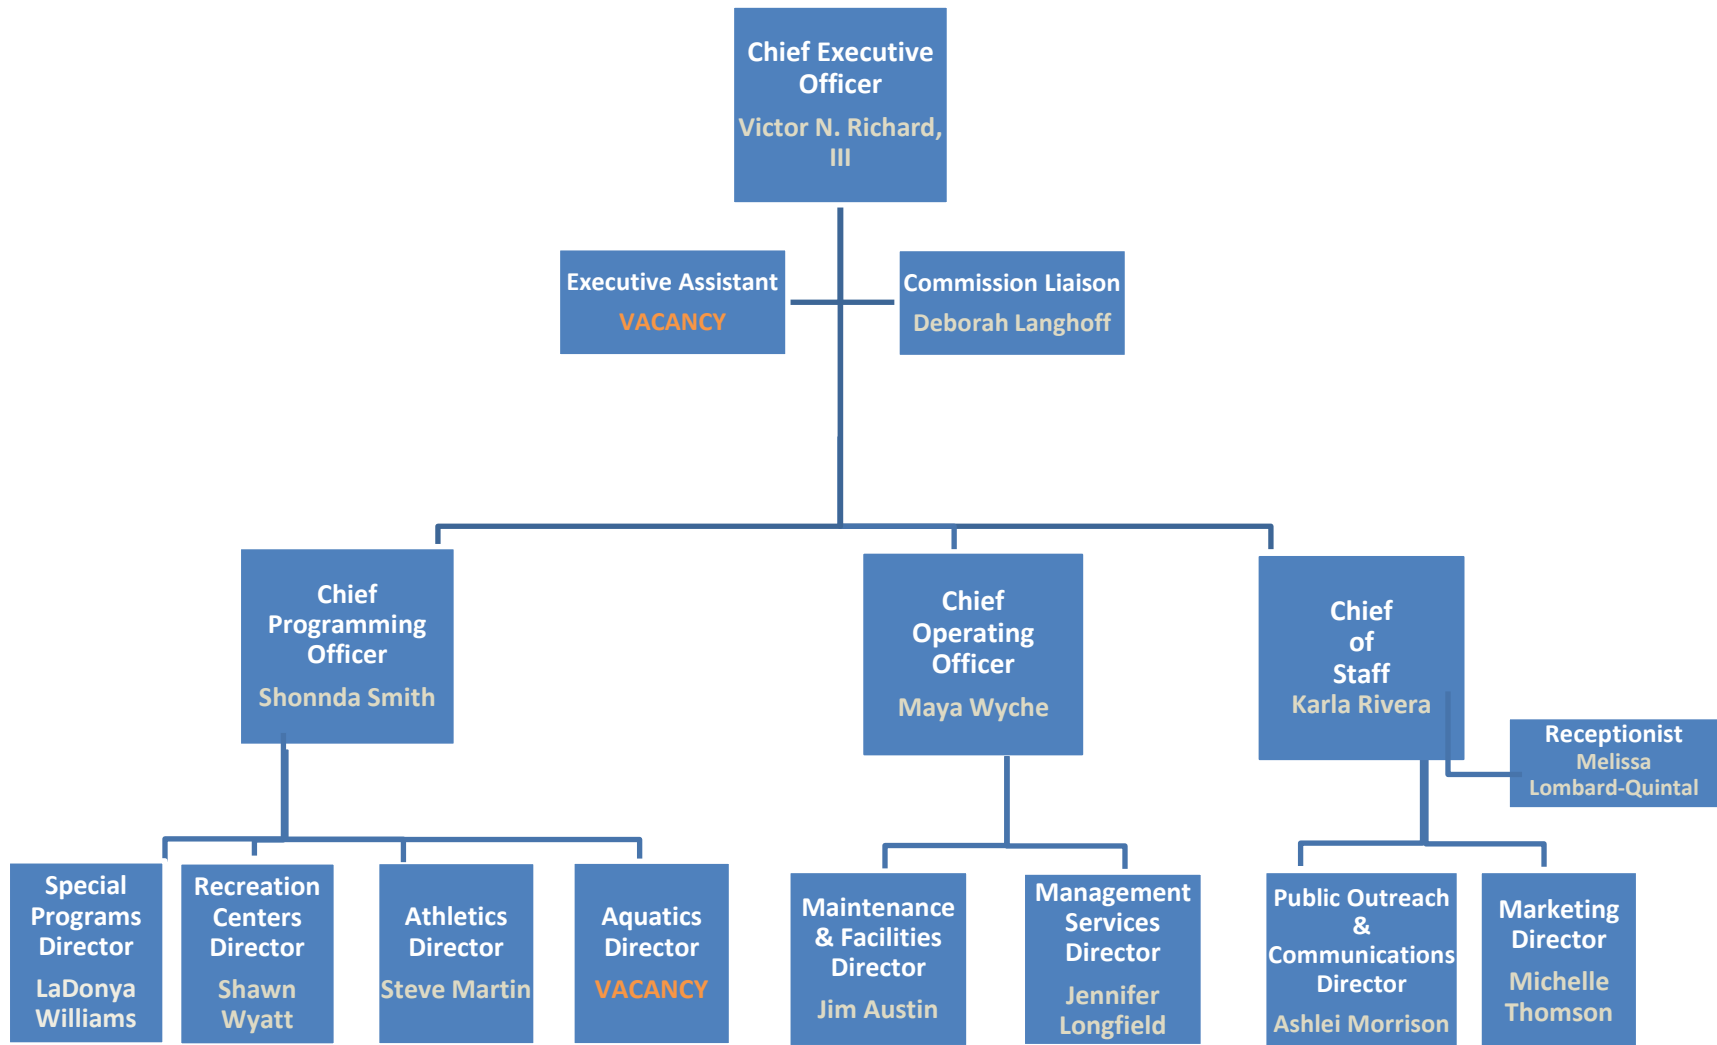 Chief Executive
Officer
Victor N. Richard,
III
Executive Assistant
VACANCY
Commission Liaison
Deborah Langhoff
Chief
Programming
Officer
Shonnda Smith
Chief
Operating
Officer
Maya Wyche
Chief
of
Staff
Karla Rivera
Receptionist
Melissa
Lombard-Quintal
Special
Programs
Director
LaDonya
Williams
Recreation
Centers
Director
Shawn
Wyatt
Athletics
Director
Steve Martin
Aquatics
Director
VACANCY
Maintenance
& Facilities
Director
Jim Austin
Management
Services
Director
Jennifer
Longfield
Public Outreach
&
Communications
Director
Ashlei Morrison
Marketing
Director
Michelle
Thomson